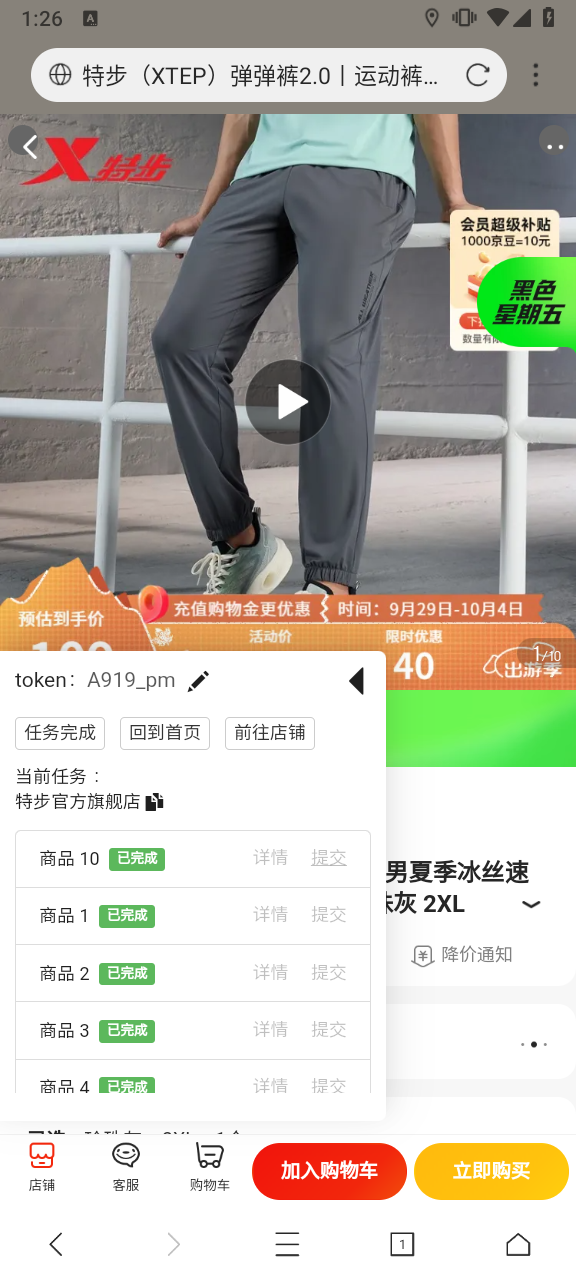 1:26
A
特步（XTEP）弹弹裤2.0丨运动裤…
特步
会员超级补贴
1000京豆=10元
黑色
星期五
数量有
ALL WEATHER
充值购物金更优惠
时间：9月29日-10月4日
预估到手价
活动价
限时优惠
40
出游季
1/10
token： A919_pm
任务完成
回到首页
前往店铺
当前任务：
特步官方旗舰店
商品 10 已完成 详情 提交
商品 1 已完成 详情 提交
商品 2 已完成 详情 提交
商品 3 已完成 详情 提交
商品 4 已完成 详情 提交
男夏季冰丝速
灰 2XL
降价通知
店铺
客服
购物车
加入购物车
立即购买
1